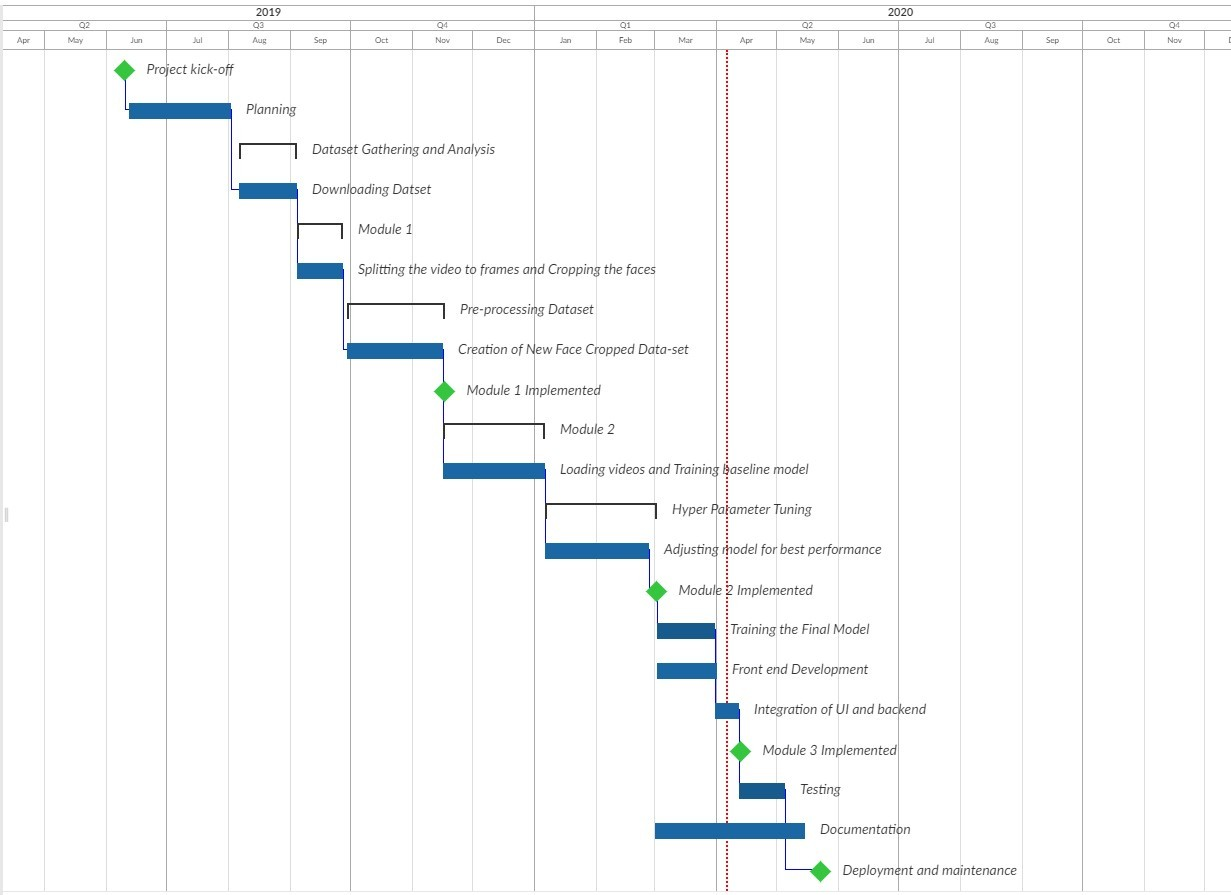 2019 2020
Q2 Q3 Q4 Q1 Q2 Q3 Q4
Apr May Jun Jul Aug Sep Oct Nov Dec Jan Feb Mar Apr May Jun Jul Aug Sep Oct Nov
Project kick-off
Planning
Dataset Gathering and Analysis
Downloading Datset
Module 1
Splitting the video to frames and Cropping the faces
Pre-processing Dataset
Creation of New Face Cropped Data-set
Module 1 Implemented
Module 2
Loading videos and Training baseline model
Hyper Parameter Tuning
Adjusting model for best performance
Module 2 Implemented
Training the Final Model
Front end Development
Integration of UI and backend
Module 3 Implemented
Testing
Documentation
Deployment and maintenance